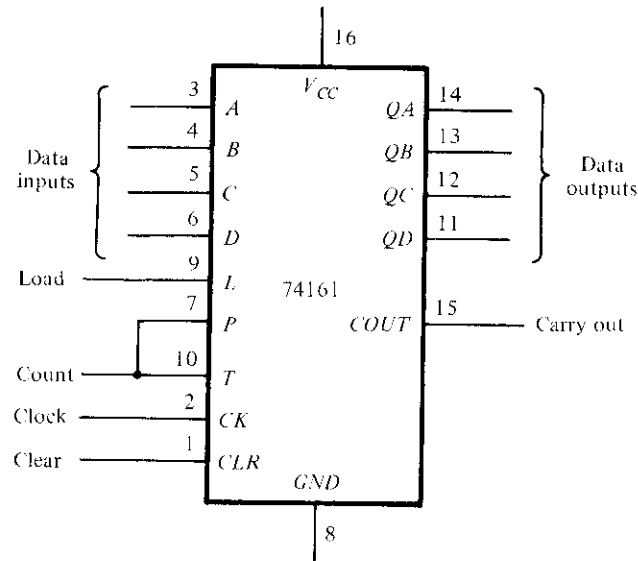 16
V_CC
3 A QA 14
4 B QB 13
Data inputs
5 C QC 12
Data outputs
6 D QD 11
Load 9 L
74161
7 P COUT 15 Carry out
Count 10 T
Clock 2 CK
Clear 1 CLR
GND
8